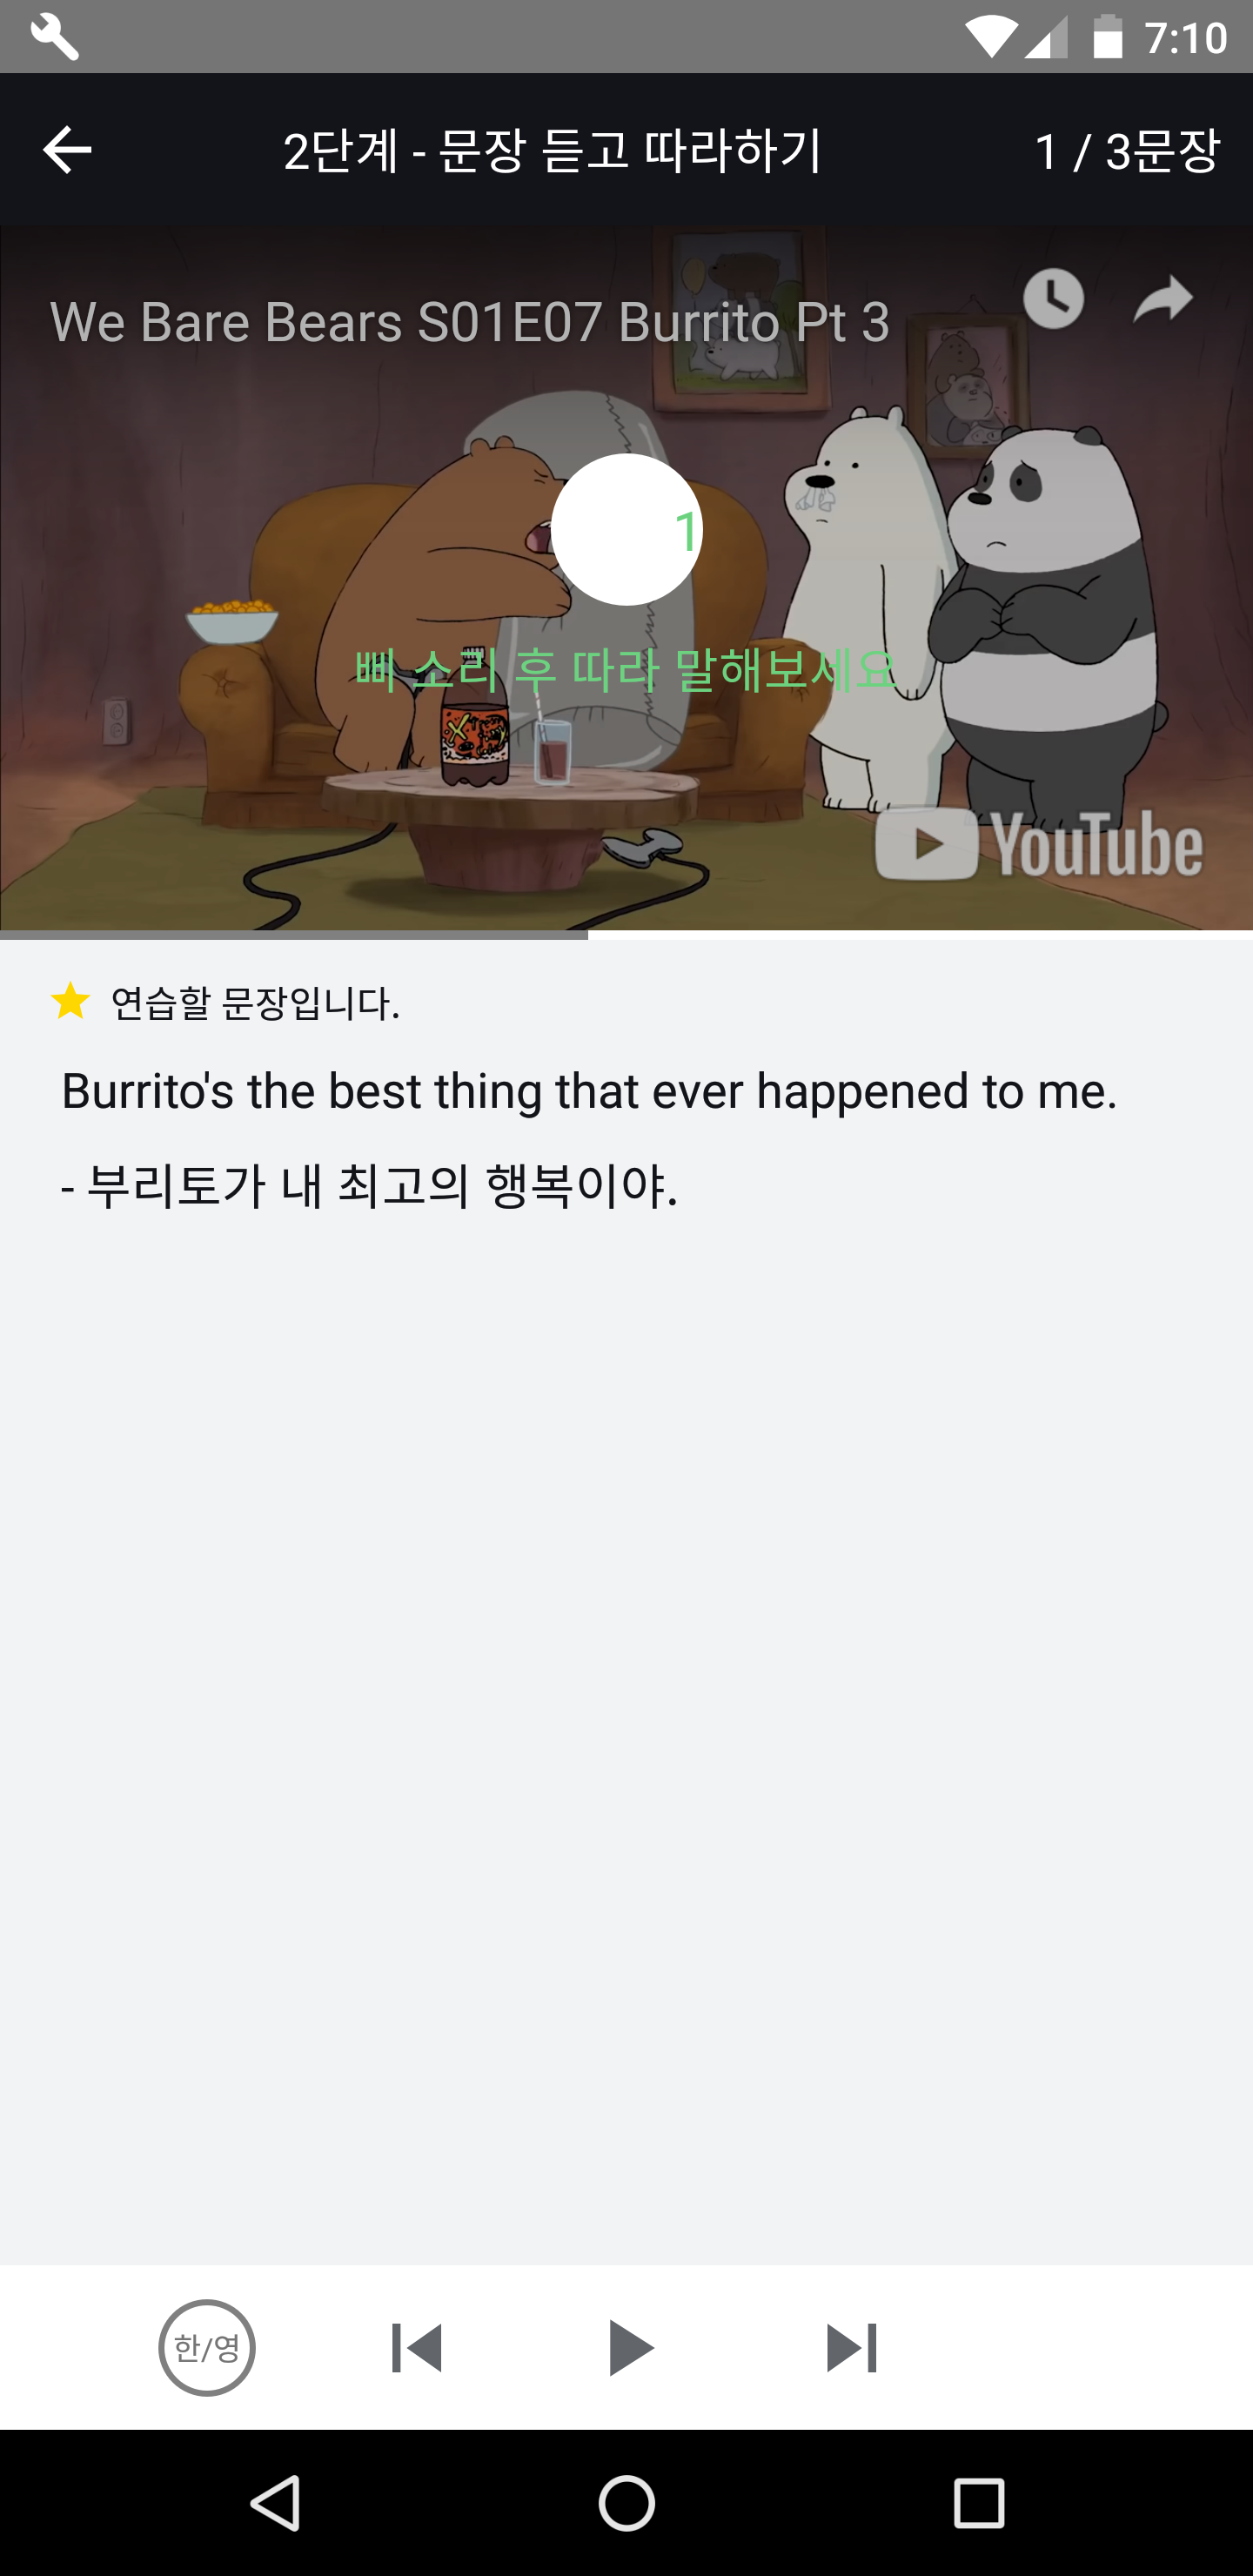 7:10
2단계 - 문장 듣고 따라하기
1 / 3문장
We Bare Bears S01E07 Burrito Pt 3
1
삐 소리 후 따라 말해보세요
YouTube
연습할 문장입니다.
Burrito's the best thing that ever happened to me.
- 부리토가 내 최고의 행복이야.
한/영